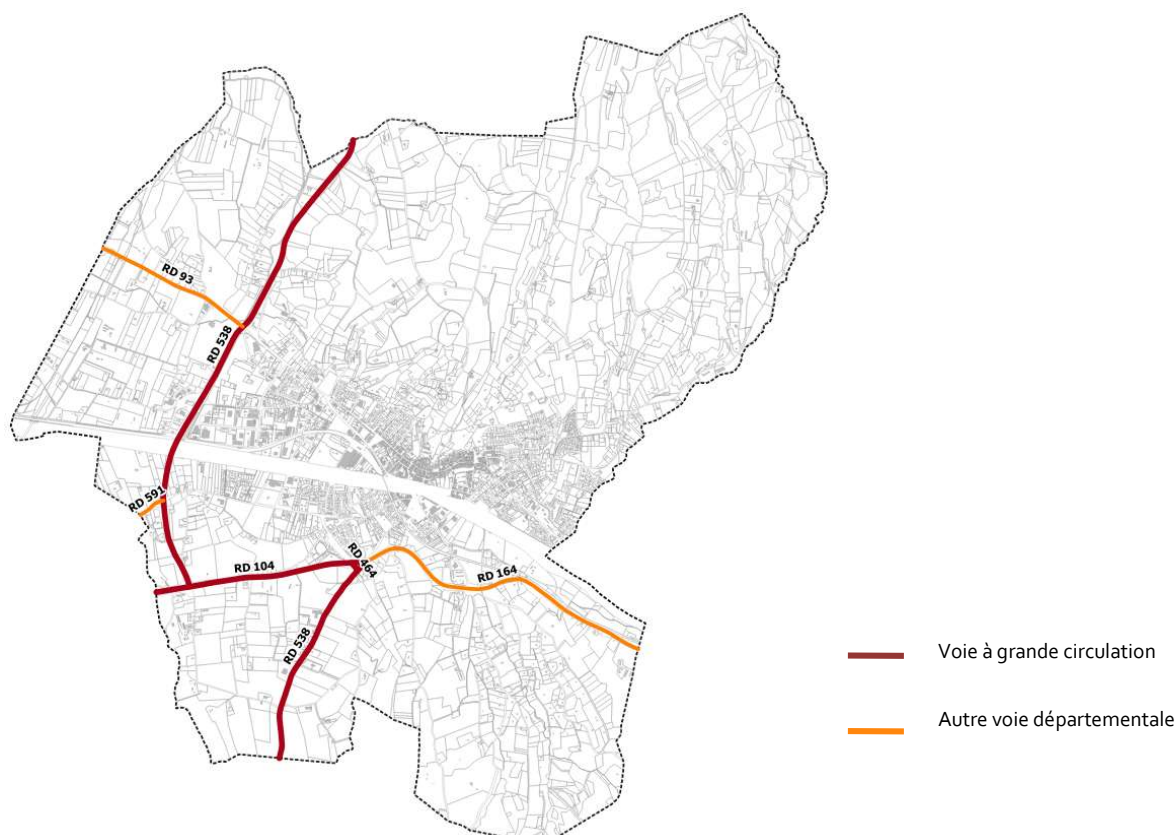 RD 93
RD 538
RD 591
RD 104
RD 464
RD 164
RD 538
Voie à grande circulation
Autre voie départementale